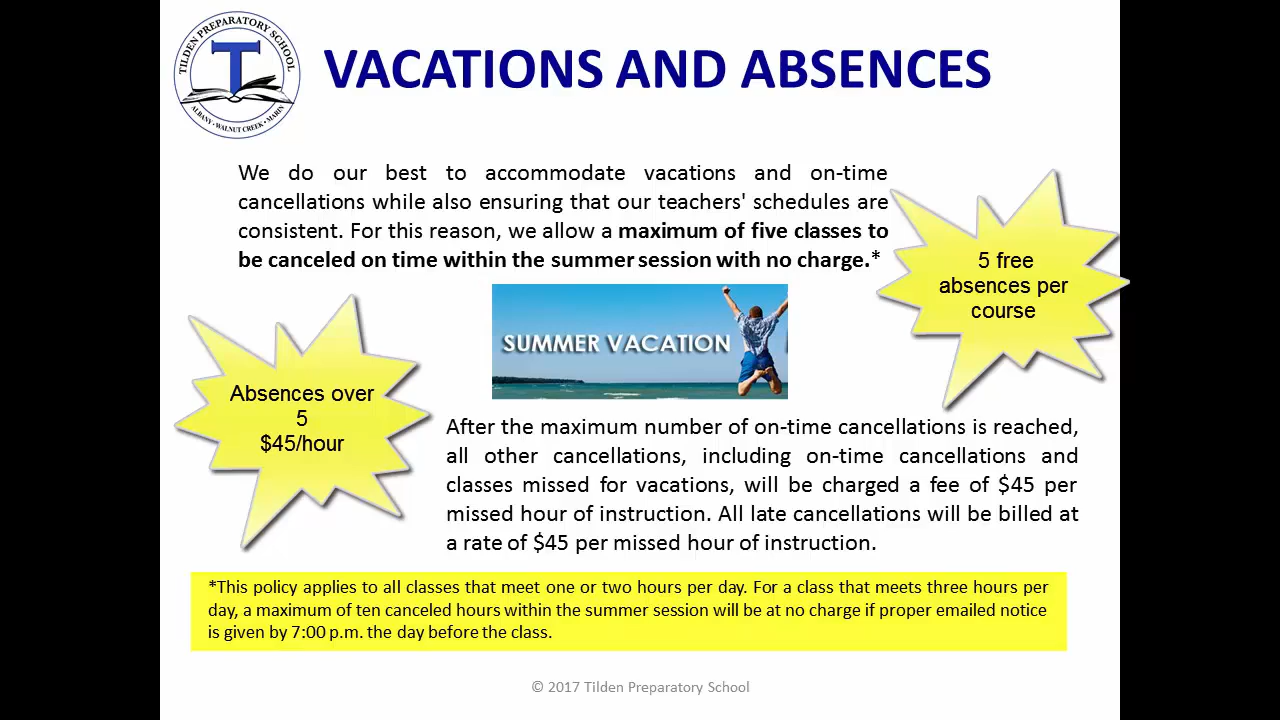 TILDEN PREPARATORY SCHOOL
T
ALBANY • WALNUT CREEK • MARIN
VACATIONS AND ABSENCES
We do our best to accommodate vacations and on-time
cancellations while also ensuring that our teachers' schedules are
consistent. For this reason, we allow a maximum of five classes to
be canceled on time within the summer session with no charge.*
5 free
absences per
course
SUMMER VACATION
Absences over
5
$45/hour
After the maximum number of on-time cancellations is reached,
all other cancellations, including on-time cancellations and
classes missed for vacations, will be charged a fee of $45 per
missed hour of instruction. All late cancellations will be billed at
a rate of $45 per missed hour of instruction.
*This policy applies to all classes that meet one or two hours per day. For a class that meets three hours per
day, a maximum of ten canceled hours within the summer session will be at no charge if proper emailed notice
is given by 7:00 p.m. the day before the class.
© 2017 Tilden Preparatory School